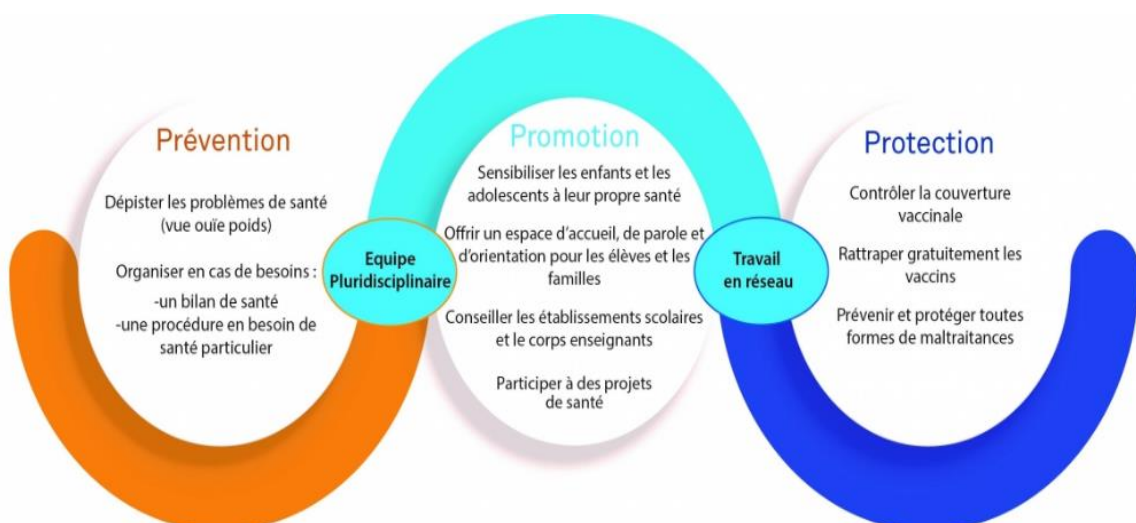 Prévention
Dépister les problèmes de santé
(vue ouïe poids)
Organiser en cas de besoins :
-un bilan de santé
-une procédure en besoin de
santé particulier
Equipe
Pluridisciplinaire
Promotion
Sensibiliser les enfants et les
adolescents à leur propre santé
Offrir un espace d'accueil, de parole et
d'orientation pour les élèves et les
familles
Conseiller les établissements scolaires
et le corps enseignants
Participer à des projets
de santé
Travail
en réseau
Protection
Contrôler la couverture
vaccinale
Rattraper gratuitement les
vaccins
Prévenir et protéger toutes
formes de maltraitances